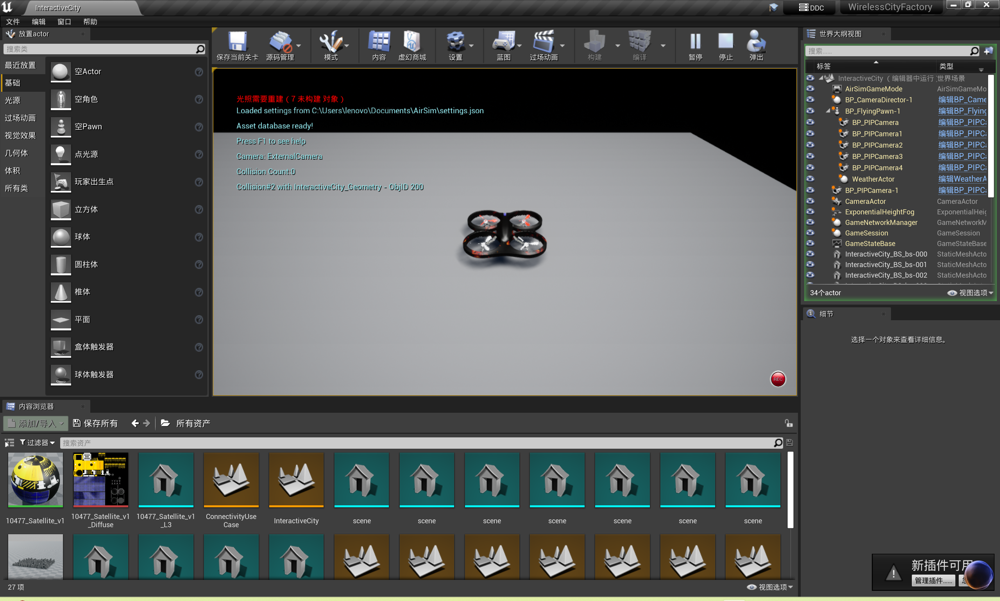 InteractiveCity
DDC
WirelessCityFactory
文件 编辑 窗口 帮助
放置actor
搜索类
最近放置
基础
光源
过场动画
视觉效果
几何体
体积
所有类
空Actor
空角色
空Pawn
点光源
玩家出生点
立方体
球体
圆柱体
椎体
平面
盒体触发器
球体触发器
保存当前关卡 源码管理 模式 内容 虚幻商城 设置 蓝图 过场动画 构建 编译 暂停 停止 弹出
光照需要重建（7 未构建 对象）
Loaded settings from C:\Users\lenovo\Documents\AirSim\settings.json
Asset database ready!
Press F1 to see help
Camera: ExternalCamera
Collision Count:0
Collision#2 with InteractiveCity_Geometry - ObjID 200
REC
世界大纲视图
搜索......
标签 类型
InteractiveCity（编辑器中运行 世界场景
AirSimGameMode AirSimGameMo
BP_CameraDirector-1 编辑BP_Came
BP_FlyingPawn-1 编辑BP_Flying
BP_PIPCamera 编辑BP_PIPCa
BP_PIPCamera1 编辑BP_PIPCa
BP_PIPCamera2 编辑BP_PIPCa
BP_PIPCamera3 编辑BP_PIPCa
BP_PIPCamera4 编辑BP_PIPCa
WeatherActor 编辑WeatherA
BP_PIPCamera-1 编辑BP_PIPCa
CameraActor CameraActor
ExponentialHeightFog ExponentialHeig
GameNetworkManager GameNetworkM
GameSession GameSession
GameStateBase GameStateBase
InteractiveCity_BS_bs-000 StaticMeshActo
InteractiveCity_BS_bs-001 StaticMeshActo
InteractiveCity_BS_bs-002 StaticMeshActo
34个actor 视图选项
细节
选择一个对象来查看详细信息。
内容浏览器
添加/导入 保存所有 所有资产
过滤器 搜索资产
10477_Satellite_v1
10477_Satellite_v1
_Diffuse
10477_Satellite_v1
_L3
ConnectivityUse
Case
InteractiveCity
scene
scene
scene
scene
scene
scene
scene
27 项
视图选项
新插件可用
管理插件......